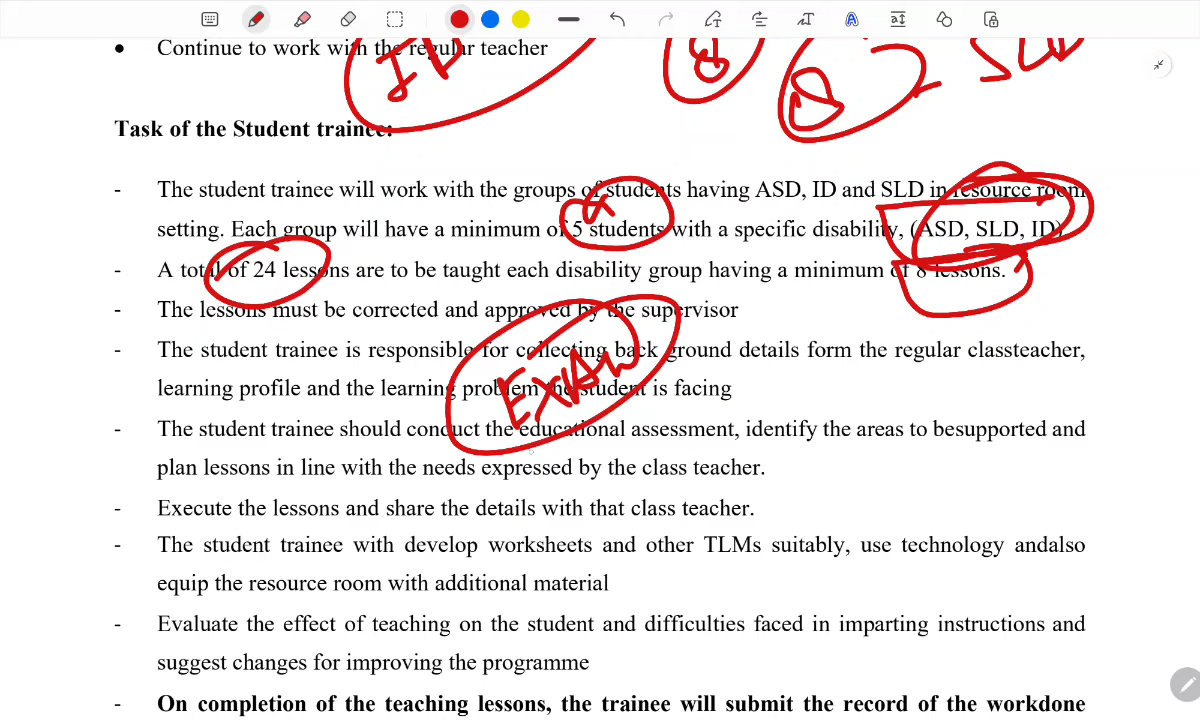 • Continue to work with the regular teacher
ID
8
8 - SLD
Task of the Student trainee:
- The student trainee will work with the groups of students having ASD, ID and SLD in resource room
setting. Each group will have a minimum of 5 students with a specific disability, (ASD, SLD, ID)
- A total of 24 lessons are to be taught each disability group having a minimum of 8 lessons.
- The lessons must be corrected and approved by the supervisor
- The student trainee is responsible for collecting back ground details form the regular classteacher,
learning profile and the learning problem the student is facing
EXAM
- The student trainee should conduct the educational assessment, identify the areas to besupported and
plan lessons in line with the needs expressed by the class teacher.
- Execute the lessons and share the details with that class teacher.
- The student trainee with develop worksheets and other TLMs suitably, use technology andalso
equip the resource room with additional material
- Evaluate the effect of teaching on the student and difficulties faced in imparting instructions and
suggest changes for improving the programme
- On completion of the teaching lessons, the trainee will submit the record of the workdone